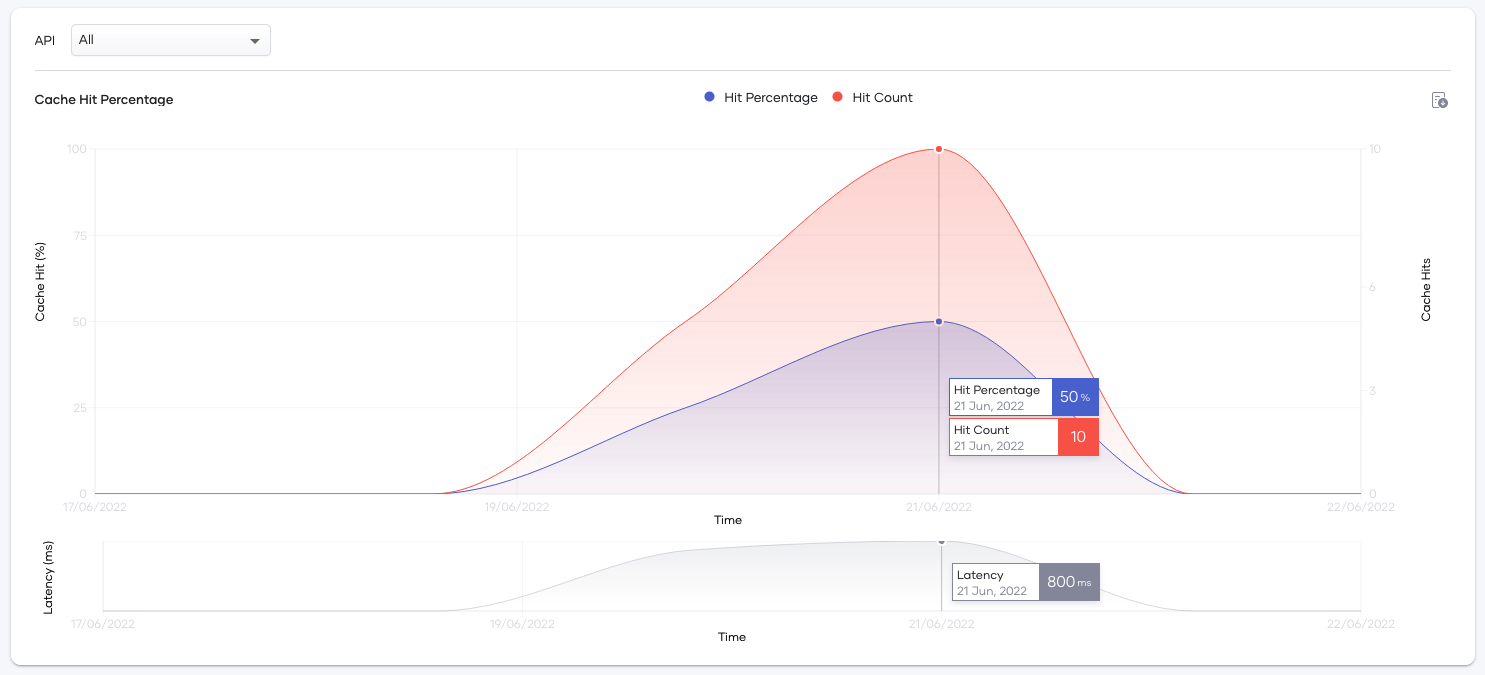 API
All
Cache Hit Percentage
Hit Percentage
Hit Count
100
75
50
25
0
Cache Hit (%)
10
6
3
0
Cache Hits
Hit Percentage
21 Jun, 2022
50 %
Hit Count
21 Jun, 2022
10
17/06/2022
19/06/2022
21/06/2022
22/06/2022
Time
Latency (ms)
Latency
21 Jun, 2022
800 ms
17/06/2022
19/06/2022
21/06/2022
22/06/2022
Time